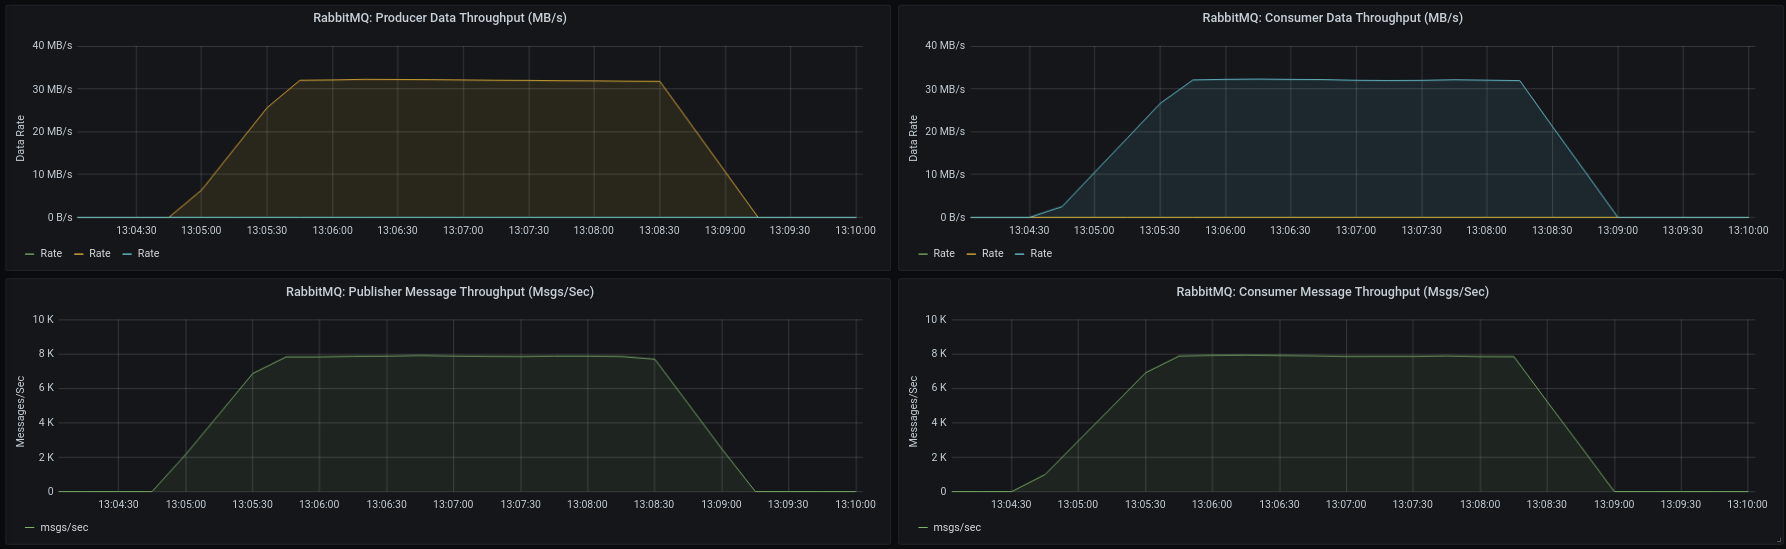 RabbitMQ: Producer Data Throughput (MB/s)
Data Rate
40 MB/s
30 MB/s
20 MB/s
10 MB/s
0 B/s
13:04:30 13:05:00 13:05:30 13:06:00 13:06:30 13:07:00 13:07:30 13:08:00 13:08:30 13:09:00 13:09:30 13:10:00
Rate Rate Rate
RabbitMQ: Consumer Data Throughput (MB/s)
Data Rate
40 MB/s
30 MB/s
20 MB/s
10 MB/s
0 B/s
13:04:30 13:05:00 13:05:30 13:06:00 13:06:30 13:07:00 13:07:30 13:08:00 13:08:30 13:09:00 13:09:30 13:10:00
Rate Rate Rate
RabbitMQ: Publisher Message Throughput (Msgs/Sec)
Messages/Sec
10 K
8 K
6 K
4 K
2 K
0
13:04:30 13:05:00 13:05:30 13:06:00 13:06:30 13:07:00 13:07:30 13:08:00 13:08:30 13:09:00 13:09:30 13:10:00
msgs/sec
RabbitMQ: Consumer Message Throughput (Msgs/Sec)
Messages/Sec
10 K
8 K
6 K
4 K
2 K
0
13:04:30 13:05:00 13:05:30 13:06:00 13:06:30 13:07:00 13:07:30 13:08:00 13:08:30 13:09:00 13:09:30 13:10:00
msgs/sec